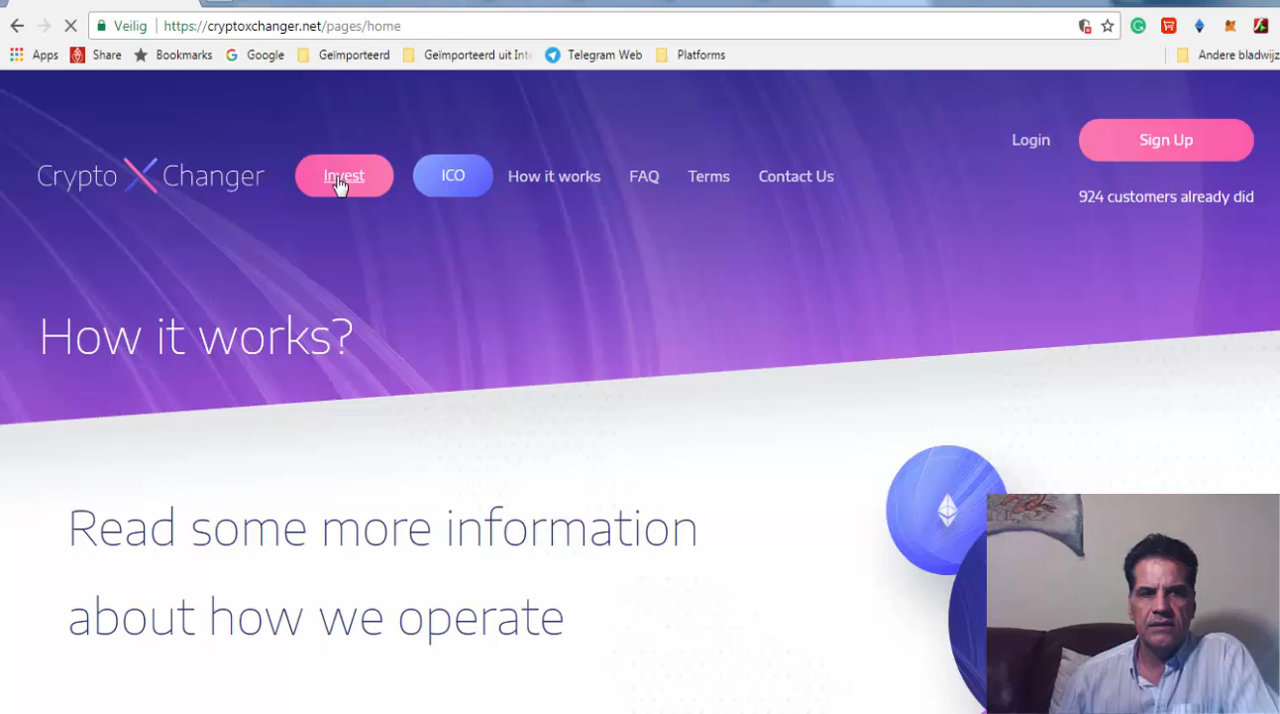 Veilig
https://cryptoxchanger.net/pages/home
Apps Share Bookmarks Google Geïmporteerd Geïmporteerd uit Inte Telegram Web Platforms Andere bladwijz
Login Sign Up
Crypto X Changer Invest ICO How it works FAQ Terms Contact Us
924 customers already did
How it works?
Read some more information
about how we operate